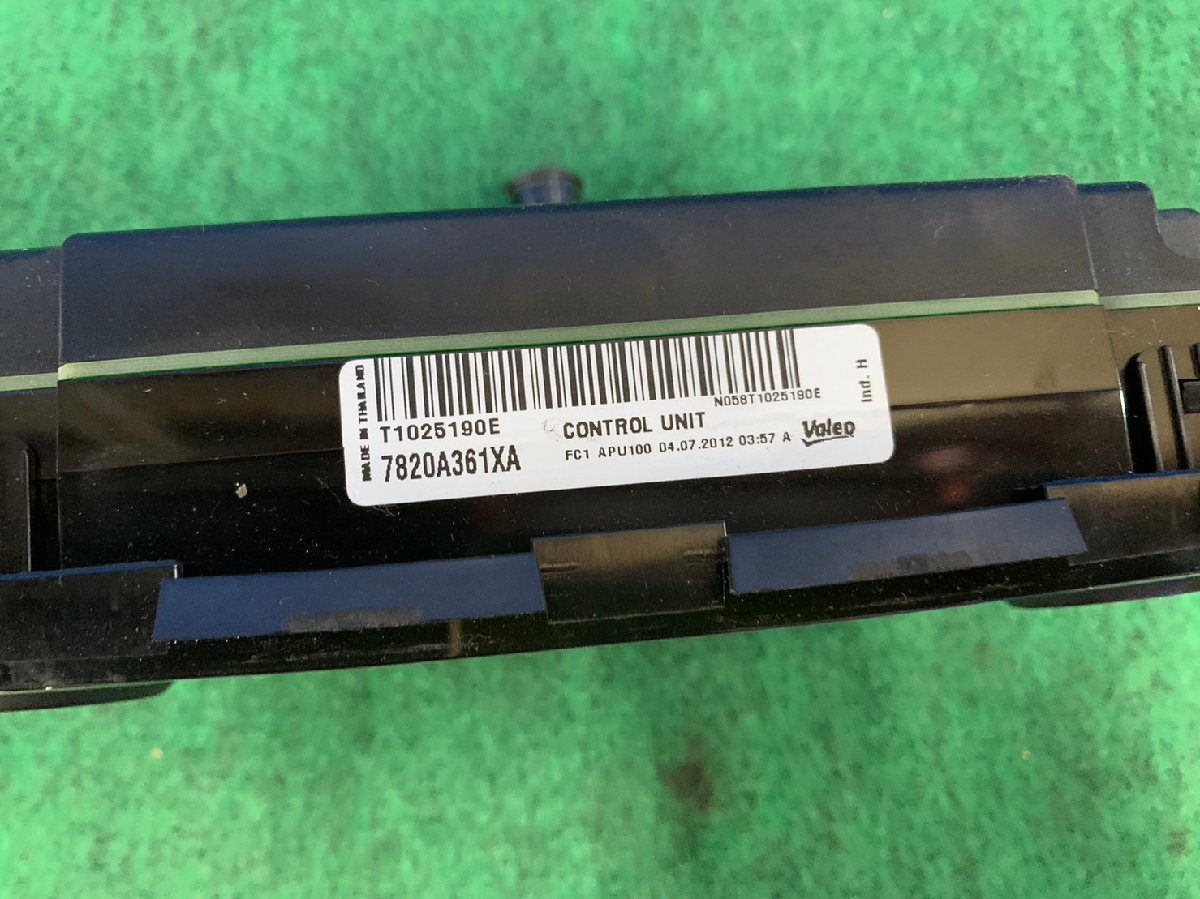 MADE IN THAILAND
N058T1025190E
T1025190E
CONTROL UNIT
7820A361XA
FC1 APU100 04.07.2012 03:57 A
Valeo
Ind. H